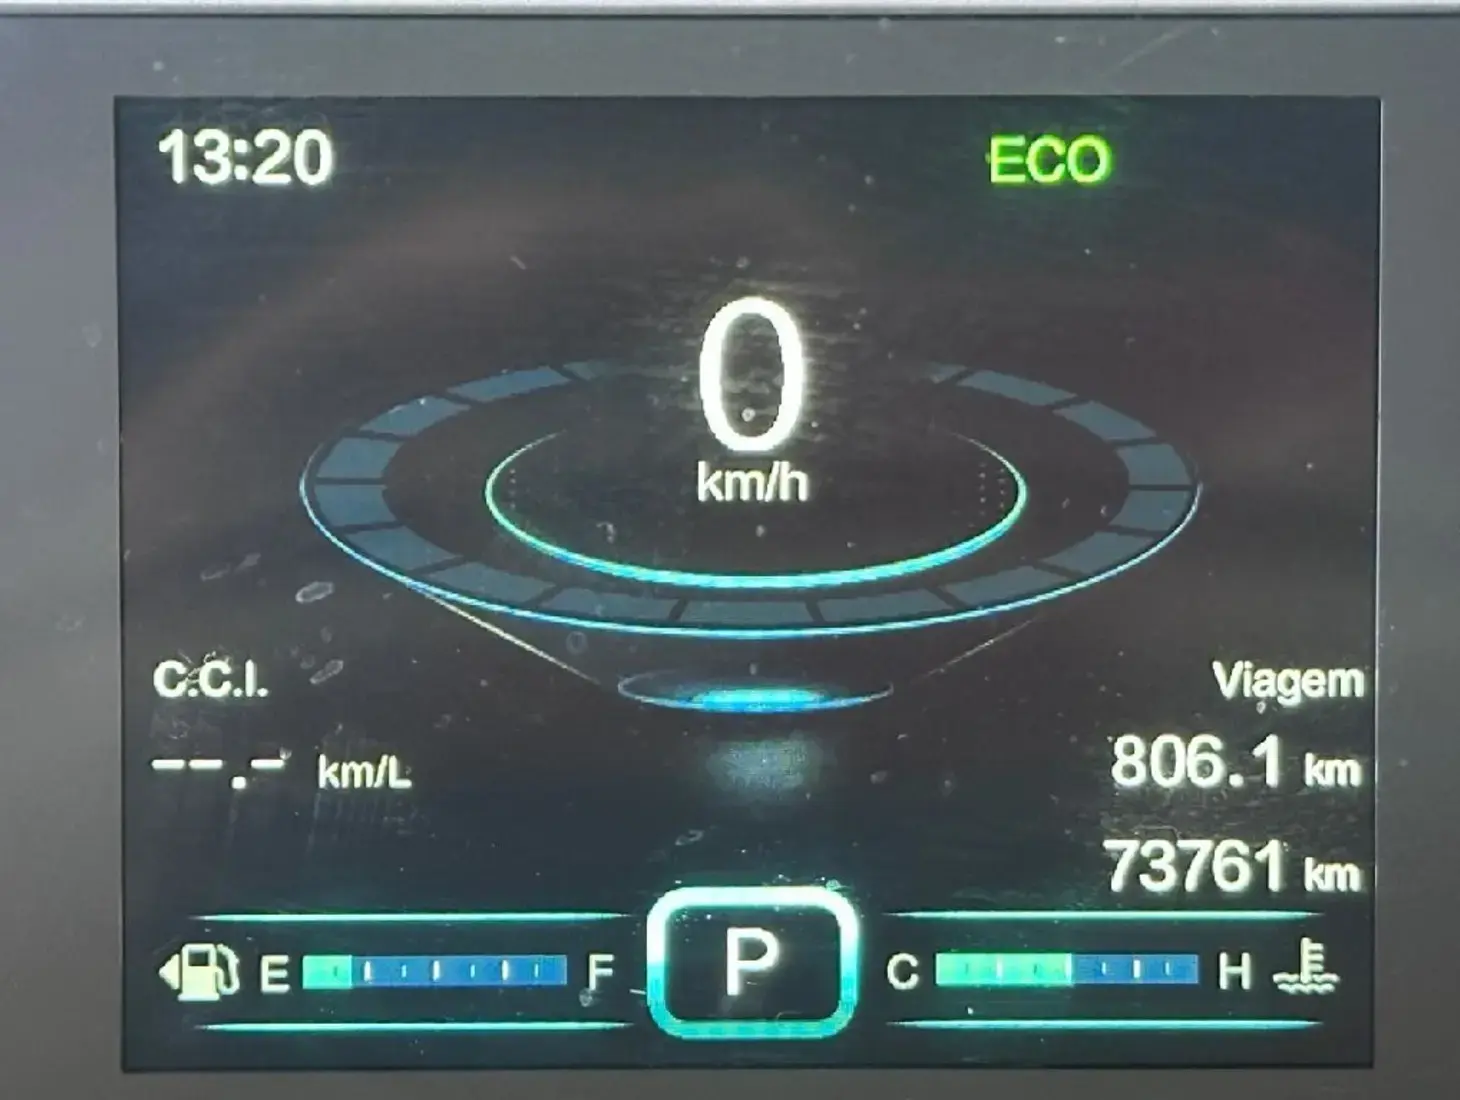 13:20 ECO
0
km/h
C.C.I. Viagem
--.- km/L 806.1 km
73761 km
E F P C H